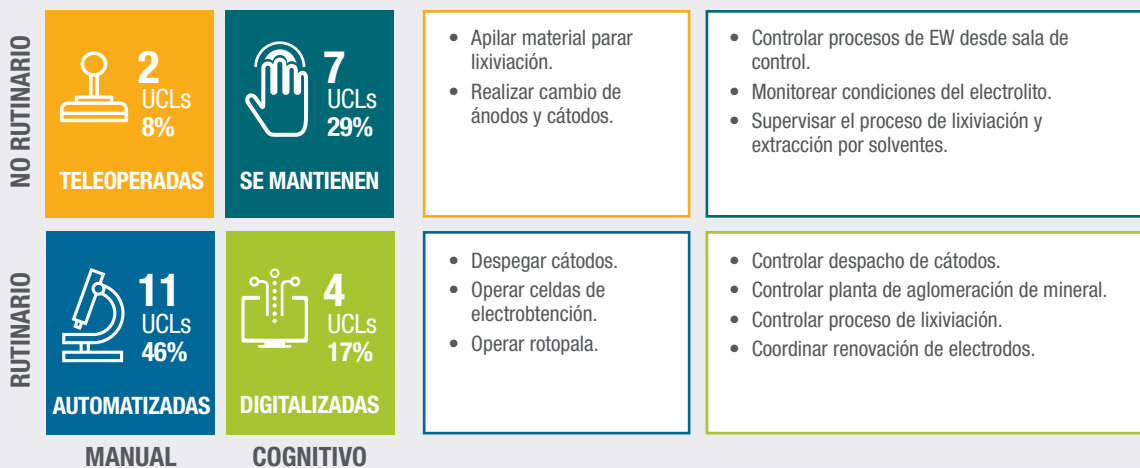 NO RUTINARIO
2
UCLs
8%
TELEOPERADAS
7
UCLs
29%
SE MANTIENEN
• Apilar material parar
lixiviación.
• Realizar cambio de
ánodos y cátodos.
• Controlar procesos de EW desde sala de
control.
• Monitorear condiciones del electrolito.
• Supervisar el proceso de lixiviación y
extracción por solventes.
RUTINARIO
11
UCLs
46%
AUTOMATIZADAS
4
UCLs
17%
DIGITALIZADAS
• Despegar cátodos.
• Operar celdas de
electrobtención.
• Operar rotopala.
• Controlar despacho de cátodos.
• Controlar planta de aglomeración de mineral.
• Controlar proceso de lixiviación.
• Coordinar renovación de electrodos.
MANUAL
COGNITIVO